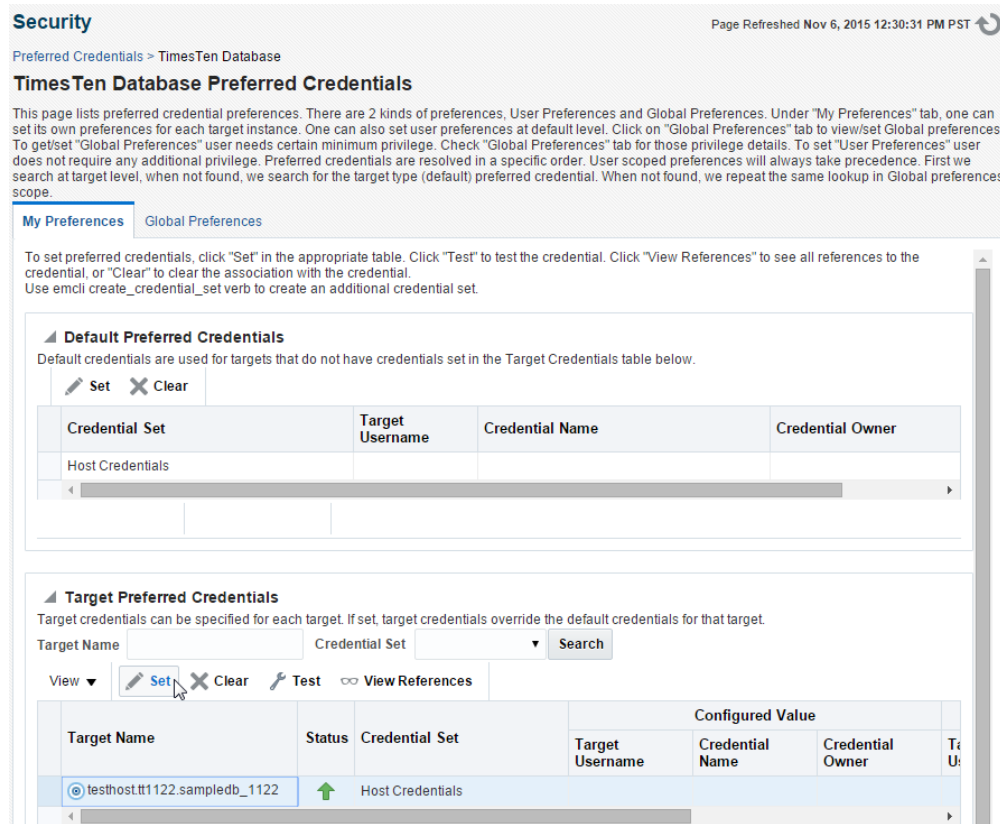 Security
Page Refreshed Nov 6, 2015 12:30:31 PM PST
Preferred Credentials > TimesTen Database
TimesTen Database Preferred Credentials
This page lists preferred credential preferences. There are 2 kinds of preferences, User Preferences and Global Preferences. Under "My Preferences" tab, one can
set its own preferences for each target instance. One can also set user preferences at default level. Click on "Global Preferences" tab to view/set Global preferences
To get/set "Global Preferences" user needs certain minimum privilege. Check "Global Preferences" tab for those privilege details. To set "User Preferences" user
does not require any additional privilege. Preferred credentials are resolved in a specific order. User scoped preferences will always take precedence. First we
search at target level, when not found, we search for the target type (default) preferred credential. When not found, we repeat the same lookup in Global preferences
scope.
My Preferences Global Preferences
To set preferred credentials, click "Set" in the appropriate table. Click "Test" to test the credential. Click "View References" to see all references to the
credential, or "Clear" to clear the association with the credential.
Use emcli create_credential_set verb to create an additional credential set.
Default Preferred Credentials
Default credentials are used for targets that do not have credentials set in the Target Credentials table below.
Set Clear
Credential Set Target Username Credential Name Credential Owner
Host Credentials
Target Preferred Credentials
Target credentials can be specified for each target. If set, target credentials override the default credentials for that target.
Target Name Credential Set Search
View Set Clear Test View References
Configured Value
Target Name Status Credential Set Target Username Credential Name Credential Owner
testhost.tt1122.sampledb_1122 Host Credentials